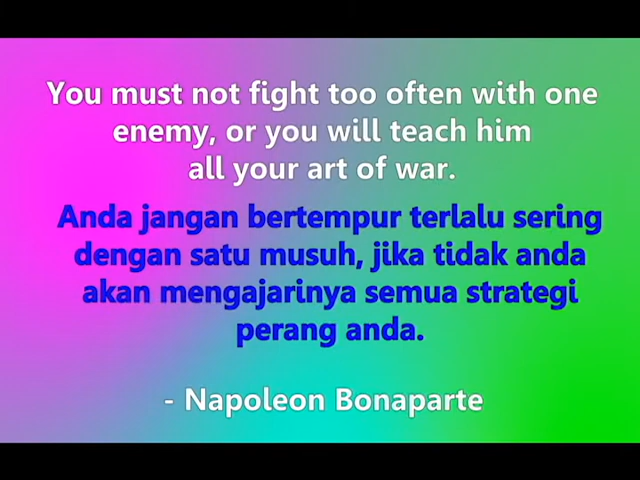 You must not fight too often with one
enemy, or you will teach him
all your art of war.
Anda jangan bertempur terlalu sering
dengan satu musuh, jika tidak anda
akan mengajarinya semua strategi
perang anda.
- Napoleon Bonaparte